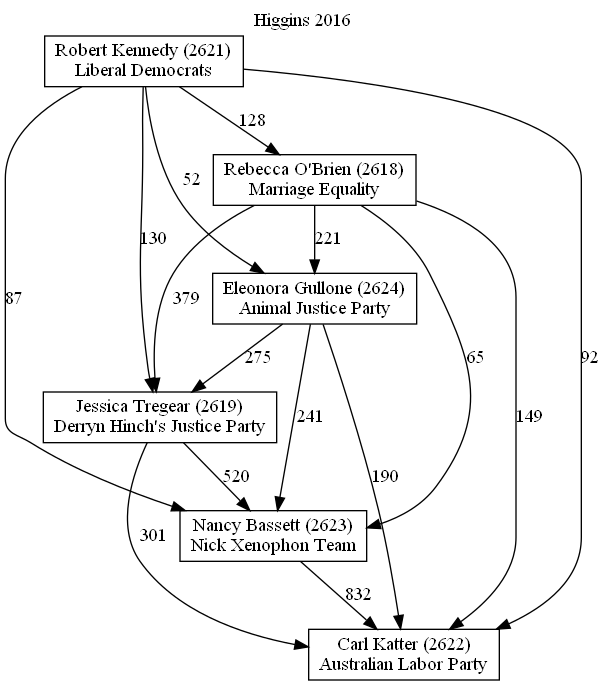 Higgins 2016
Robert Kennedy (2621)
Liberal Democrats
128
Rebecca O'Brien (2618)
Marriage Equality
52
130
221
Eleonora Gullone (2624)
Animal Justice Party
87
379
275
65
92
Jessica Tregear (2619)
Derryn Hinch's Justice Party
241
149
520
190
Nancy Bassett (2623)
Nick Xenophon Team
301
832
Carl Katter (2622)
Australian Labor Party